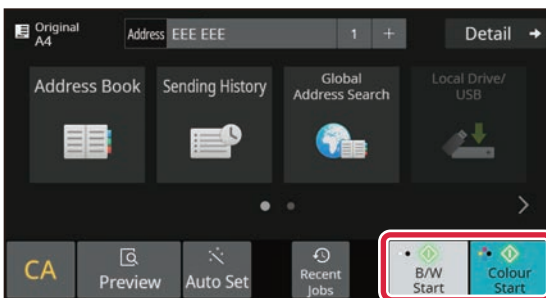 Original
A4
Address EEE EEE 1 +
Detail
Address Book
Sending History
Global
Address Search
Local Drive/
USB
CA
Preview
Auto Set
Recent
Jobs
B/W
Start
Colour
Start